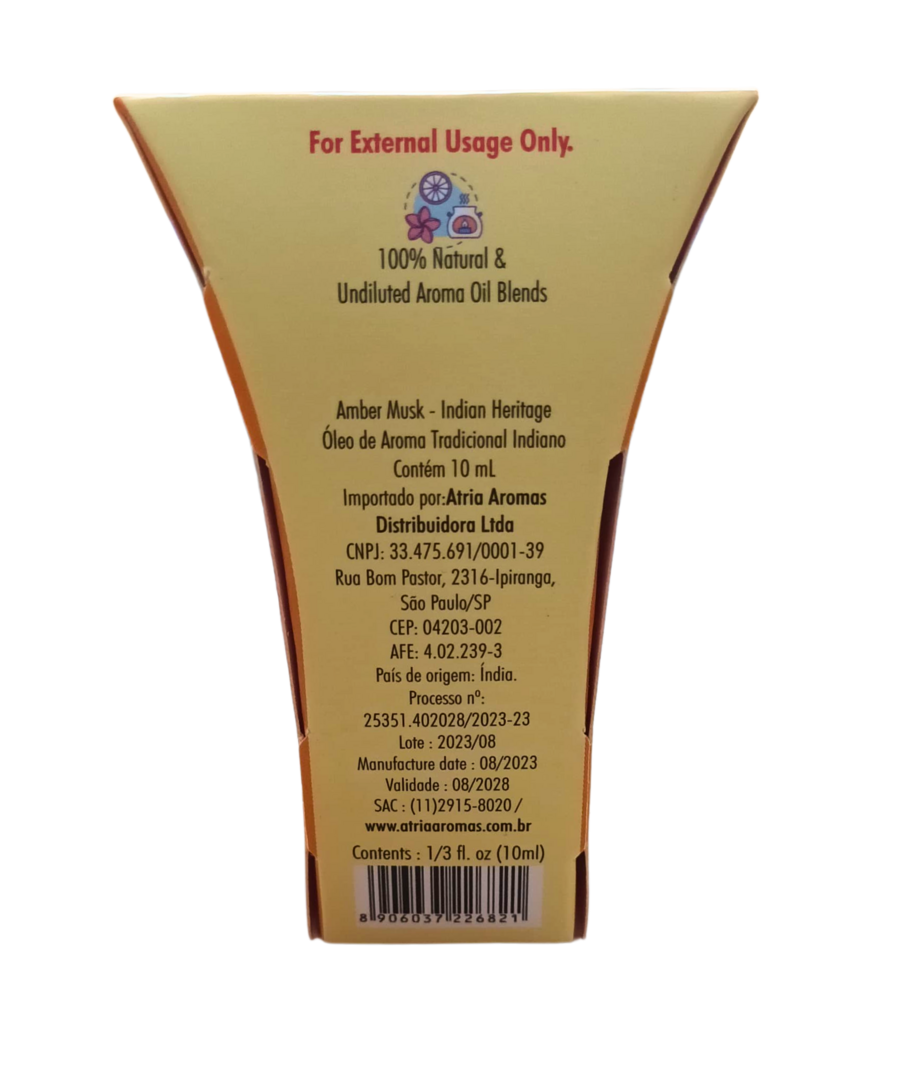 For External Usage Only.
100% Natural &
Undiluted Aroma Oil Blends
Amber Musk - Indian Heritage
Óleo de Aroma Tradicional Indiano
Contém 10 mL
Importado por:Atria Aromas
Distribuidora Ltda
CNPJ: 33.475.691/0001-39
Rua Bom Pastor, 2316-Ipiranga,
São Paulo/SP
CEP: 04203-002
AFE: 4.02.239-3
País de origem: Índia.
Processo nº:
25351.402028/2023-23
Lote : 2023/08
Manufacture date : 08/2023
Validade : 08/2028
SAC : (11)2915-8020 /
www.atriaaromas.com.br
Contents : 1/3 fl. oz (10ml)
8 906037 226821